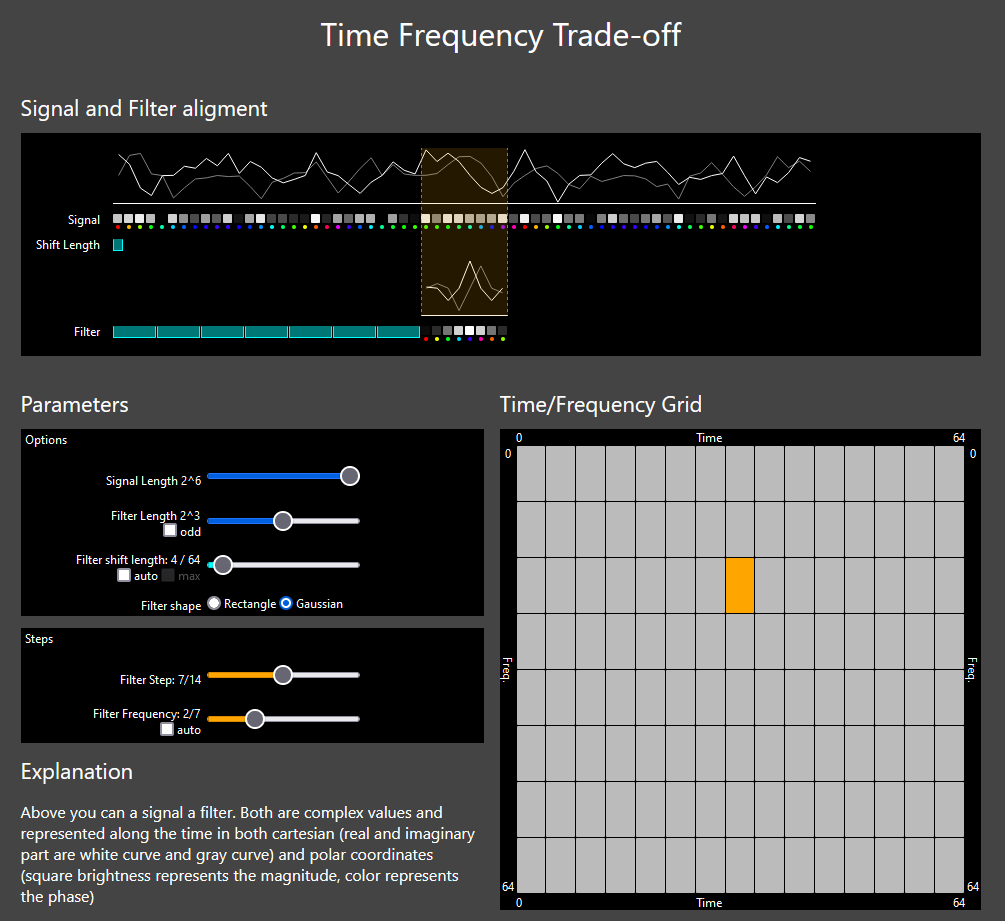 Time Frequency Trade-off
Signal and Filter aligment
Signal
Shift Length
Filter
Parameters
Options
Signal Length 2^6
Filter Length 2^3
odd
Filter shift length: 4 / 64
auto max
Filter shape Rectangle Gaussian
Steps
Filter Step: 7/14
Filter Frequency: 2/7
auto
Explanation
Above you can a signal a filter. Both are complex values and
represented along the time in both cartesian (real and imaginary
part are white curve and gray curve) and polar coordinates
(square brightness represents the magnitude, color represents
the phase)
Time/Frequency Grid
0 Time 64
0 0
Freq. Freq.
64 64
0 Time 64